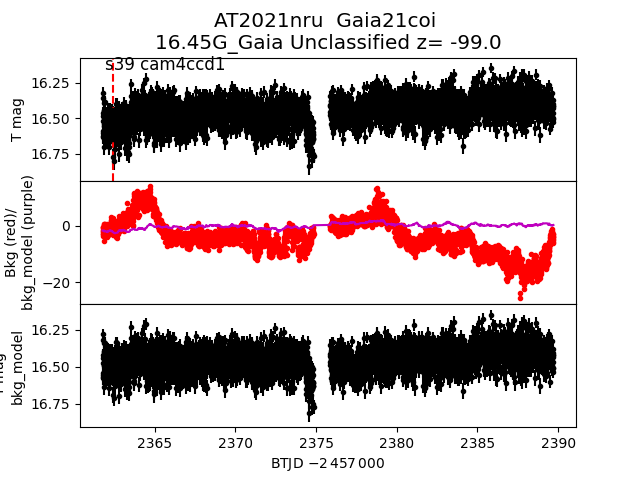 AT2021nru  Gaia21coi
16.45G_Gaia Unclassified z= -99.0
s39 cam4ccd1
T mag
16.25
16.50
16.75
Bkg (red)/
bkg_model (purple)
0
−20
bkg_model
16.25
16.50
16.75
2365
2370
2375
2380
2385
2390
BTJD −2 457 000